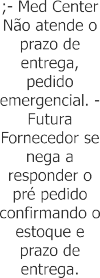 ;- Med Center
Não atende o
prazo de
entrega,
pedido
emergencial. -
Futura
Fornecedor se
nega a
responder o
pré pedido
confirmando o
estoque e
prazo de
entrega.